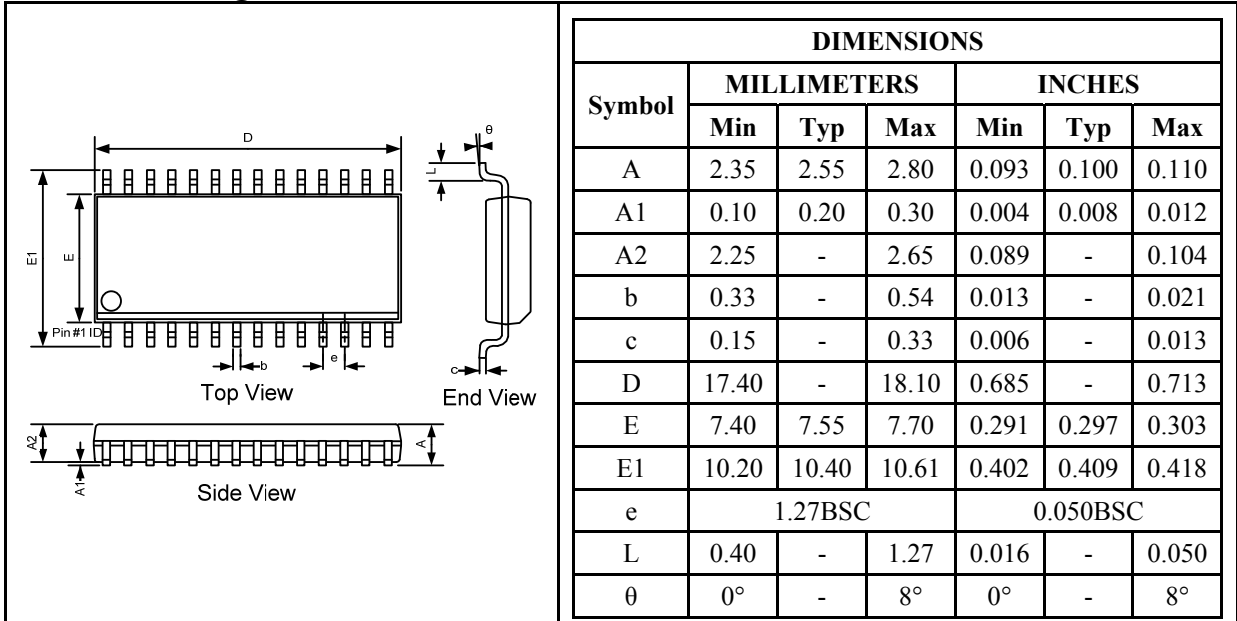 D
E1
E
Pin #1 ID
b
e
Top View
θ
L
c
End View
A2
A1
A
Side View
DIMENSIONS
Symbol MILLIMETERS INCHES
Min Typ Max Min Typ Max
A 2.35 2.55 2.80 0.093 0.100 0.110
A1 0.10 0.20 0.30 0.004 0.008 0.012
A2 2.25 - 2.65 0.089 - 0.104
b 0.33 - 0.54 0.013 - 0.021
c 0.15 - 0.33 0.006 - 0.013
D 17.40 - 18.10 0.685 - 0.713
E 7.40 7.55 7.70 0.291 0.297 0.303
E1 10.20 10.40 10.61 0.402 0.409 0.418
e 1.27BSC 0.050BSC
L 0.40 - 1.27 0.016 - 0.050
θ 0° - 8° 0° - 8°